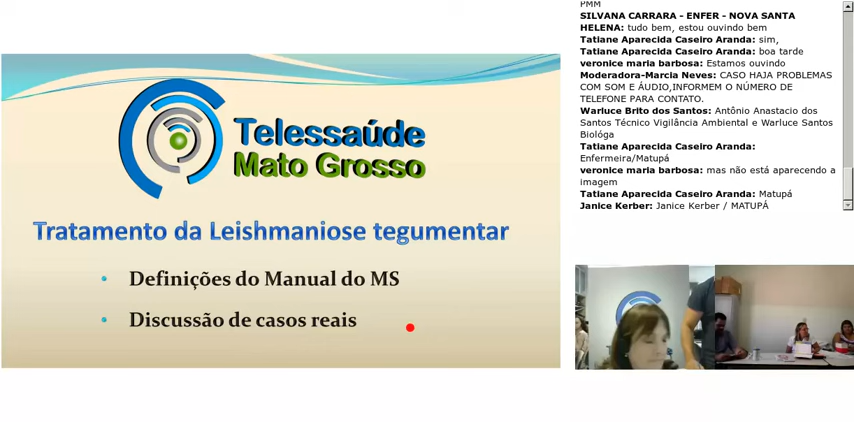 Telessaúde
Mato Grosso
Tratamento da Leishmaniose tegumentar
• Definições do Manual do MS
• Discussão de casos reais
PMM
SILVANA CARRARA - ENFER - NOVA SANTA
HELENA: tudo bem, estou ouvindo bem
Tatiane Aparecida Caseiro Aranda: sim,
Tatiane Aparecida Caseiro Aranda: boa tarde
veronice maria barbosa: Estamos ouvindo
Moderadora-Marcia Neves: CASO HAJA PROBLEMAS
COM SOM E ÁUDIO,INFORMEM O NÚMERO DE
TELEFONE PARA CONTATO.
Warluce Brito dos Santos: Antônio Anastacio dos
Santos Técnico Vigilância Ambiental e Warluce Santos
Biológa
Tatiane Aparecida Caseiro Aranda:
Enfermeira/Matupá
veronice maria barbosa: mas não está aparecendo a
imagem
Tatiane Aparecida Caseiro Aranda: Matupá
Janice Kerber: Janice Kerber / MATUPÁ